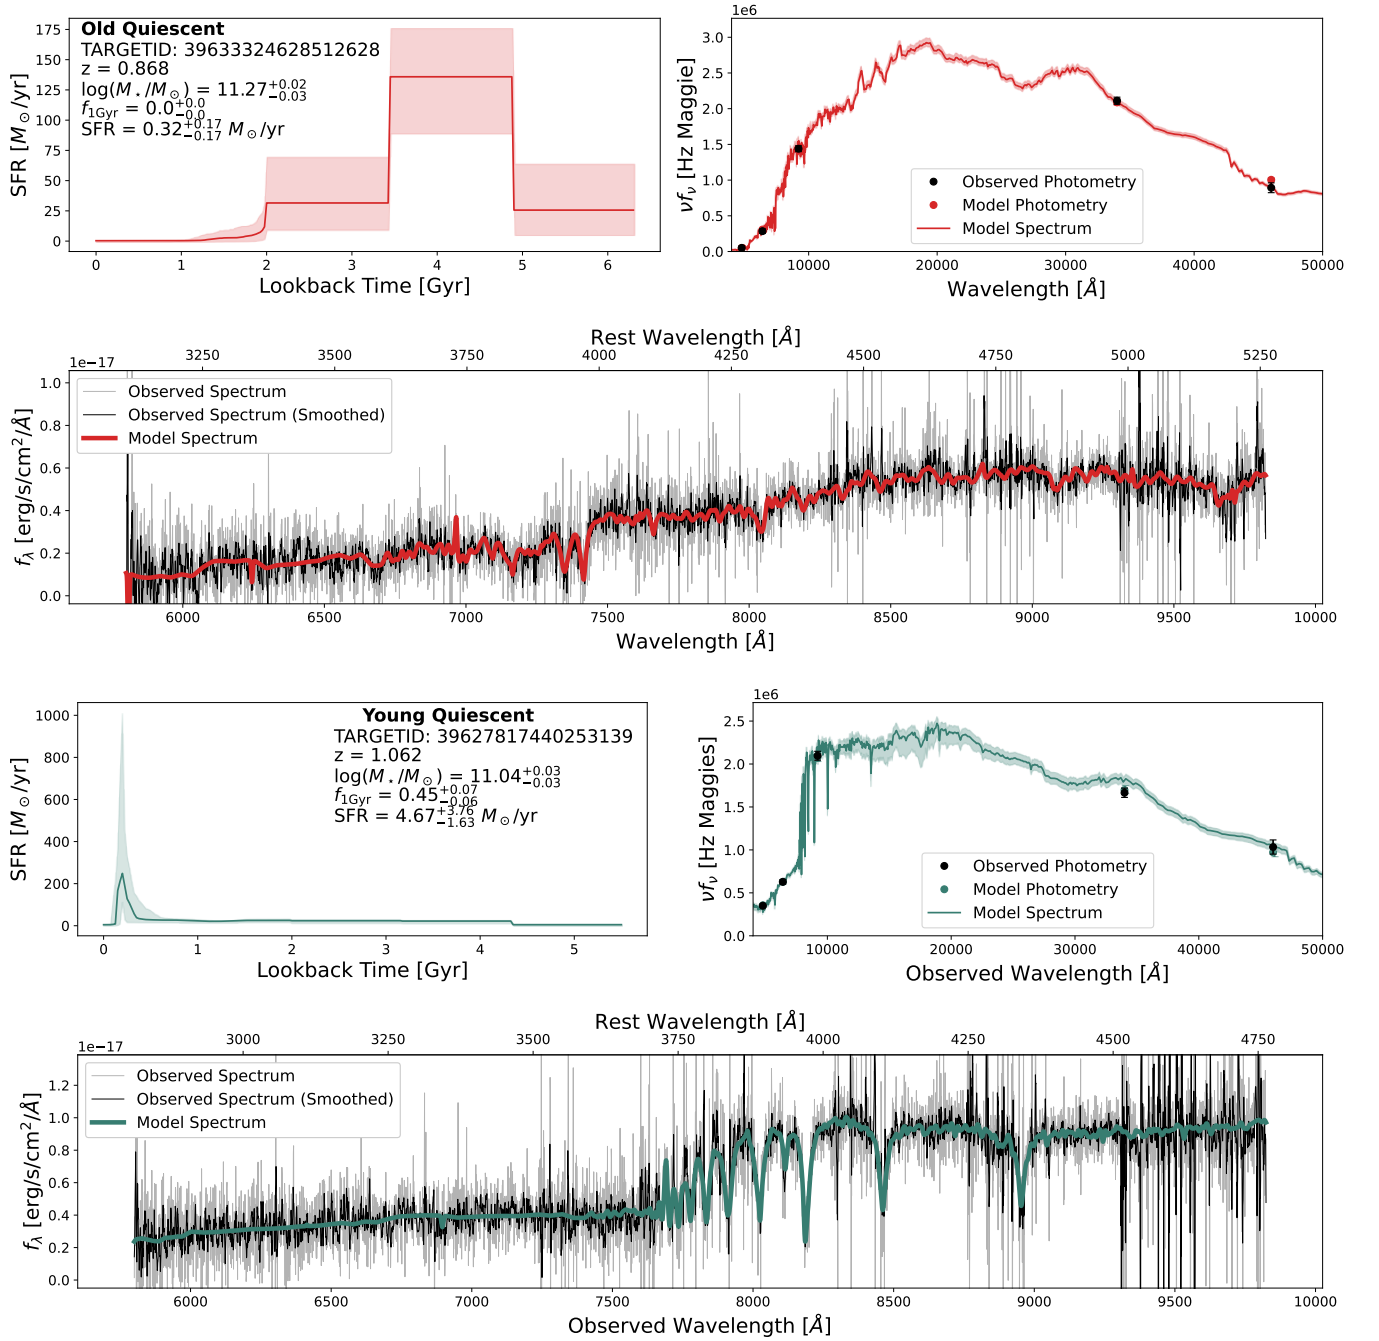 Old Quiescent
TARGETID: 39633324628512628
z = 0.868
log(M⋆/M⊙) = 11.27 +0.02 −0.03
f1Gyr = 0.0 +0.0 −0.0
SFR = 0.32 +0.17 −0.17 M⊙/yr
SFR [M⊙/yr]
175
150
125
100
75
50
25
0
0 1 2 3 4 5 6
Lookback Time [Gyr]
1e6
νfν [Hz Maggie]
3.0
2.5
2.0
1.5
1.0
0.5
0.0
Observed Photometry
Model Photometry
Model Spectrum
10000 20000 30000 40000 50000
Wavelength [Å]
Rest Wavelength [Å]
3250 3500 3750 4000 4250 4500 4750 5000 5250
1e−17
Observed Spectrum
Observed Spectrum (Smoothed)
Model Spectrum
fλ [erg/s/cm²/Å]
1.0
0.8
0.6
0.4
0.2
0.0
6000 6500 7000 7500 8000 8500 9000 9500 10000
Wavelength [Å]
Young Quiescent
TARGETID: 39627817440253139
z = 1.062
log(M⋆/M⊙) = 11.04 +0.03 −0.03
f1Gyr = 0.45 +0.07 −0.06
SFR = 4.67 +3.76 −1.63 M⊙/yr
SFR [M⊙/yr]
1000
800
600
400
200
0
0 1 2 3 4 5
Lookback Time [Gyr]
1e6
νfν [Hz Maggies]
2.5
2.0
1.5
1.0
0.5
0.0
Observed Photometry
Model Photometry
Model Spectrum
10000 20000 30000 40000 50000
Observed Wavelength [Å]
Rest Wavelength [Å]
3000 3250 3500 3750 4000 4250 4500 4750
1e−17
Observed Spectrum
Observed Spectrum (Smoothed)
Model Spectrum
fλ [erg/s/cm²/Å]
1.2
1.0
0.8
0.6
0.4
0.2
0.0
6000 6500 7000 7500 8000 8500 9000 9500 10000
Observed Wavelength [Å]